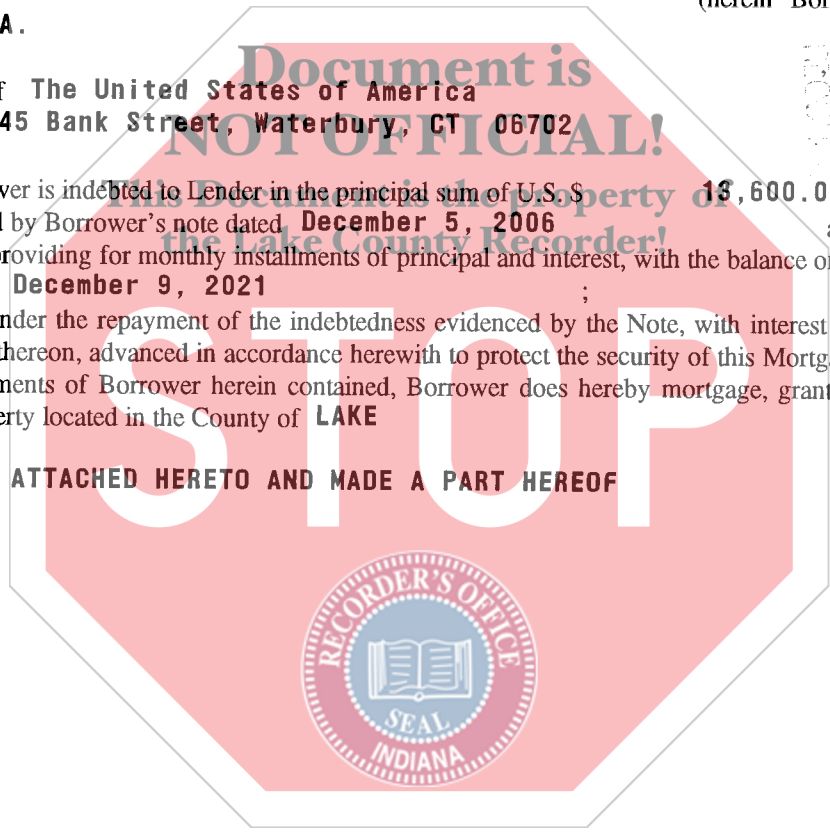 (herein Bor
A.
Document is
f The United States of America
45 Bank Street, Waterbury, CT 06702
NOT OFFICIAL!
wer is indebted to Lender in the principal sum of U.S. $ 13,600.0
This Document is the property of
d by Borrower's note dated December 5, 2006
the Lake County Recorder!
roviding for monthly installments of principal and interest, with the balance o
December 9, 2021 ;
nder the repayment of the indebtedness evidenced by the Note, with interest
thereon, advanced in accordance herewith to protect the security of this Mortg
ments of Borrower herein contained, Borrower does hereby mortgage, grant
erty located in the County of LAKE
ATTACHED HERETO AND MADE A PART HEREOF
STOP
RECORDER'S OFFICE
SEAL
INDIANA